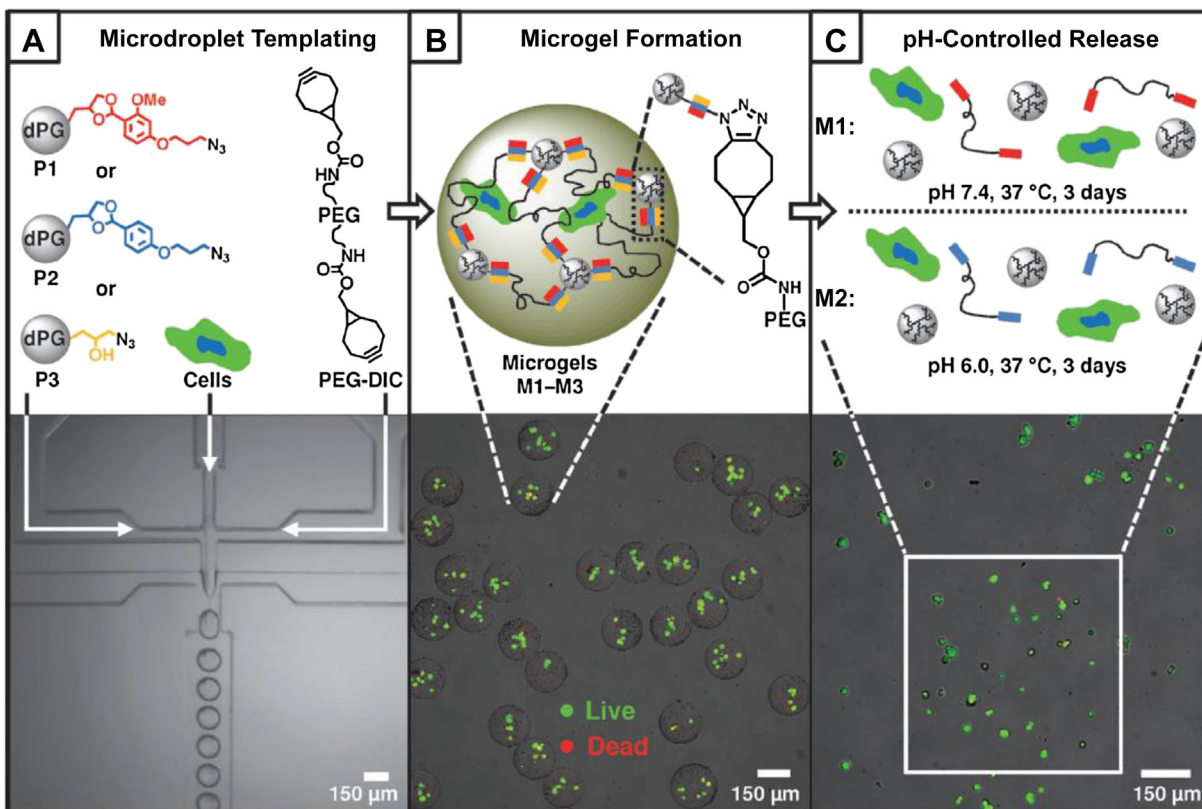 A Microdroplet Templating
OMe
dPG
O
O
O
N3
P1
or
dPG
O
O
O
N3
P2
or
dPG
N3
OH
P3
Cells
O
O
NH
PEG
NH
O
O
PEG-DIC
150 µm
B Microgel Formation
N
N
N
O
O
NH
PEG
Microgels
M1–M3
Live
Dead
150 µm
C pH-Controlled Release
M1:
pH 7.4, 37 °C, 3 days
M2:
pH 6.0, 37 °C, 3 days
150 µm